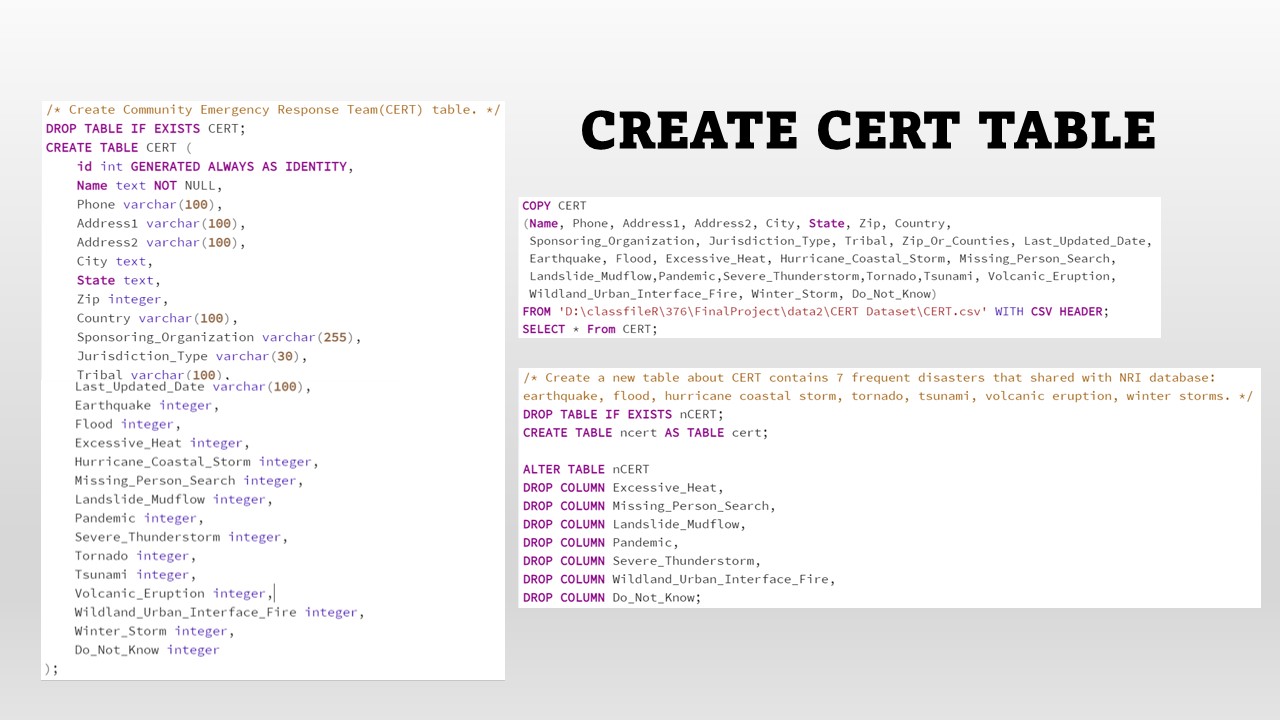 CREATE CERT TABLE
/* Create Community Emergency Response Team(CERT) table. */
DROP TABLE IF EXISTS CERT;
CREATE TABLE CERT (
id int GENERATED ALWAYS AS IDENTITY,
Name text NOT NULL,
Phone varchar(100),
Address1 varchar(100),
Address2 varchar(100),
City text,
State text,
Zip integer,
Country varchar(100),
Sponsoring_Organization varchar(255),
Jurisdiction_Type varchar(30),
Tribal varchar(100),
Last_Updated_Date varchar(100),
Earthquake integer,
Flood integer,
Excessive_Heat integer,
Hurricane_Coastal_Storm integer,
Missing_Person_Search integer,
Landslide_Mudflow integer,
Pandemic integer,
Severe_Thunderstorm integer,
Tornado integer,
Tsunami integer,
Volcanic_Eruption integer,
Wildland_Urban_Interface_Fire integer,
Winter_Storm integer,
Do_Not_Know integer
);
COPY CERT
(Name, Phone, Address1, Address2, City, State, Zip, Country,
Sponsoring_Organization, Jurisdiction_Type, Tribal, Zip_Or_Counties, Last_Updated_Date,
Earthquake, Flood, Excessive_Heat, Hurricane_Coastal_Storm, Missing_Person_Search,
Landslide_Mudflow,Pandemic,Severe_Thunderstorm,Tornado,Tsunami, Volcanic_Eruption,
Wildland_Urban_Interface_Fire, Winter_Storm, Do_Not_Know)
FROM 'D:\classfileR\376\FinalProject\data2\CERT Dataset\CERT.csv' WITH CSV HEADER;
SELECT * From CERT;
/* Create a new table about CERT contains 7 frequent disasters that shared with NRI database:
earthquake, flood, hurricane coastal storm, tornado, tsunami, volcanic eruption, winter storms. */
DROP TABLE IF EXISTS nCERT;
CREATE TABLE ncert AS TABLE cert;
ALTER TABLE nCERT
DROP COLUMN Excessive_Heat,
DROP COLUMN Missing_Person_Search,
DROP COLUMN Landslide_Mudflow,
DROP COLUMN Pandemic,
DROP COLUMN Severe_Thunderstorm,
DROP COLUMN Wildland_Urban_Interface_Fire,
DROP COLUMN Do_Not_Know;